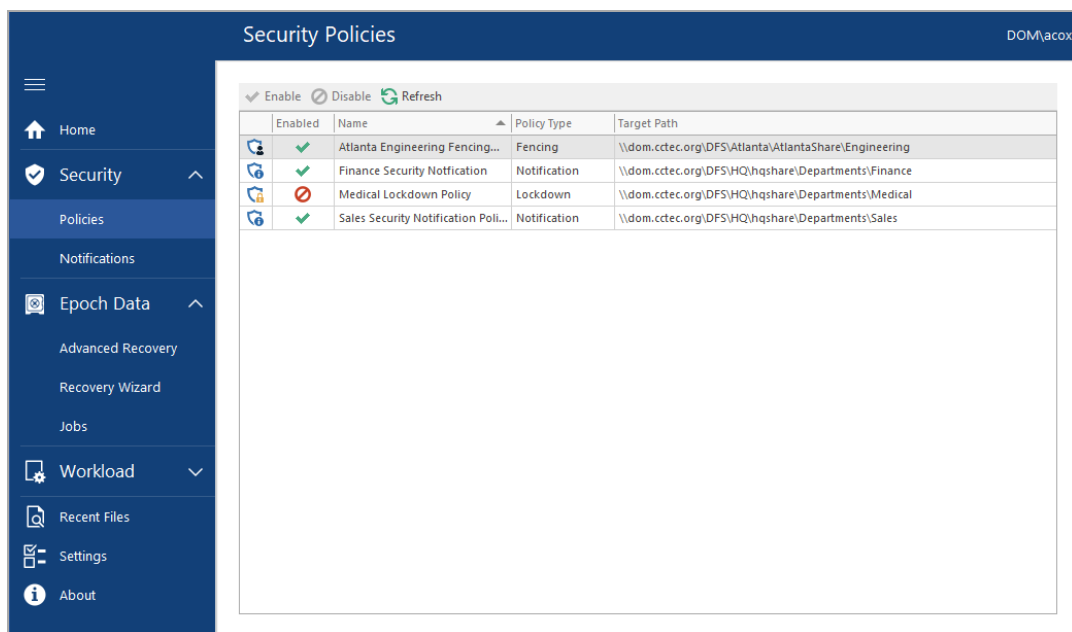 Security Policies
DOM\acox
Home
Security
Policies
Notifications
Epoch Data
Advanced Recovery
Recovery Wizard
Jobs
Workload
Recent Files
Settings
About
Enable Disable Refresh
Enabled Name Policy Type Target Path
Atlanta Engineering Fencing... Fencing \\dom.cctec.org\DFS\Atlanta\AtlantaShare\Engineering
Finance Security Notfication Notification \\dom.cctec.org\DFS\HQ\hqshare\Departments\Finance
Medical Lockdown Policy Lockdown \\dom.cctec.org\DFS\HQ\hqshare\Departments\Medical
Sales Security Notification Poli... Notification \\dom.cctec.org\DFS\HQ\hqshare\Departments\Sales